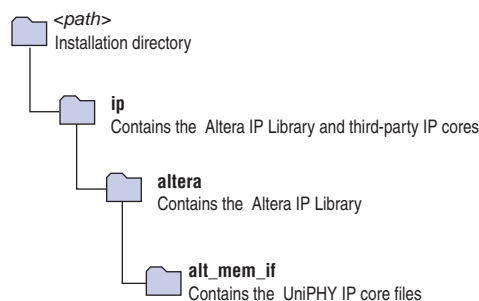 <path>
Installation directory
ip
Contains the Altera IP Library and third-party IP cores
altera
Contains the Altera IP Library
alt_mem_if
Contains the UniPHY IP core files